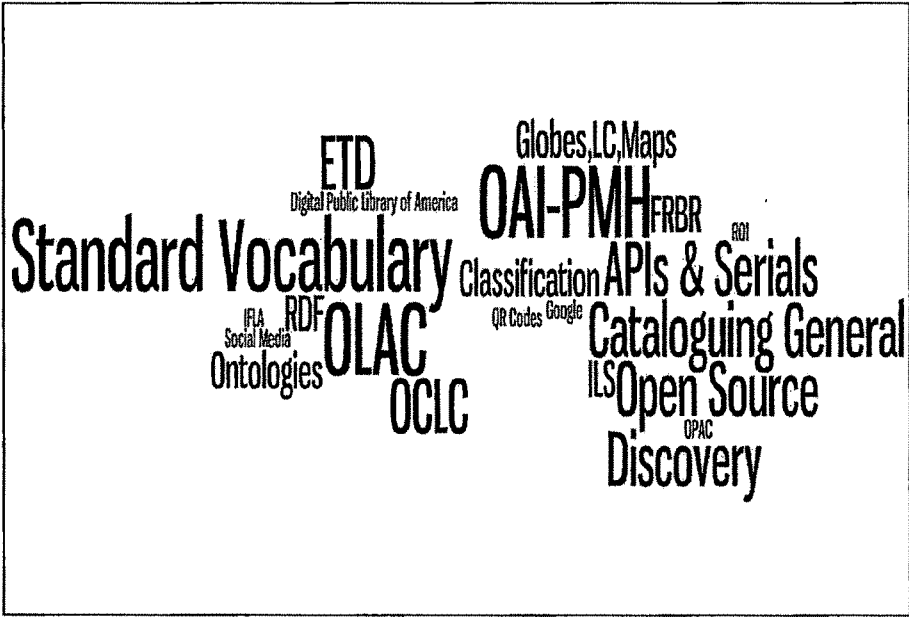 ETD
Globes,LC,Maps
Digital Public Library of America
OAI-PMH
FRBR
ROI
Standard Vocabulary
Classification
APIs & Serials
IFLA
RDF
QR Codes
Google
Social Media
OLAC
Cataloguing General
Ontologies
ILS
Open Source
OCLC
OPAC
Discovery